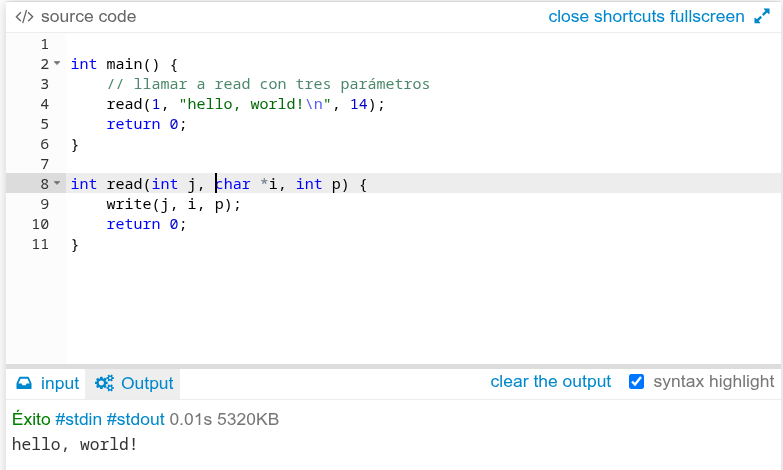 </> source code close shortcuts fullscreen
1
2 int main() {
3     // llamar a read con tres parámetros
4     read(1, "hello, world!\n", 14);
5     return 0;
6 }
7
8 int read(int j, char *i, int p) {
9     write(j, i, p);
10     return 0;
11 }
input Output clear the output syntax highlight
Éxito #stdin #stdout 0.01s 5320KB
hello, world!